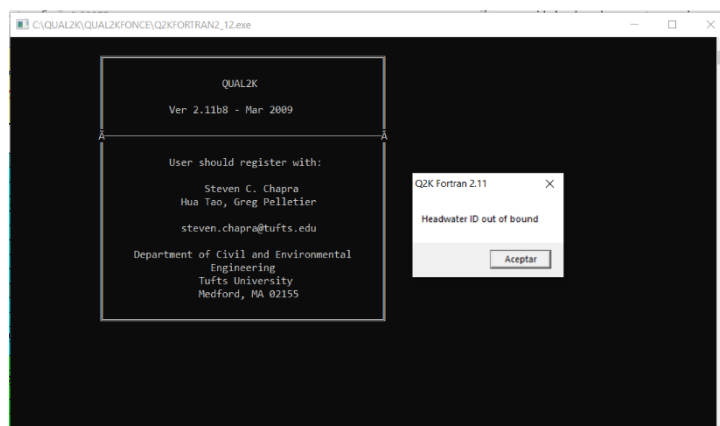 C:\QUAL2K\QUAL2KFONCE\Q2KFORTRAN2_12.exe
QUAL2K
Ver 2.11b8 - Mar 2009
User should register with:
Steven C. Chapra
Hua Tao, Greg Pelletier
steven.chapra@tufts.edu
Department of Civil and Environmental
Engineering
Tufts University
Medford, MA 02155
Q2K Fortran 2.11
Headwater ID out of bound
Aceptar